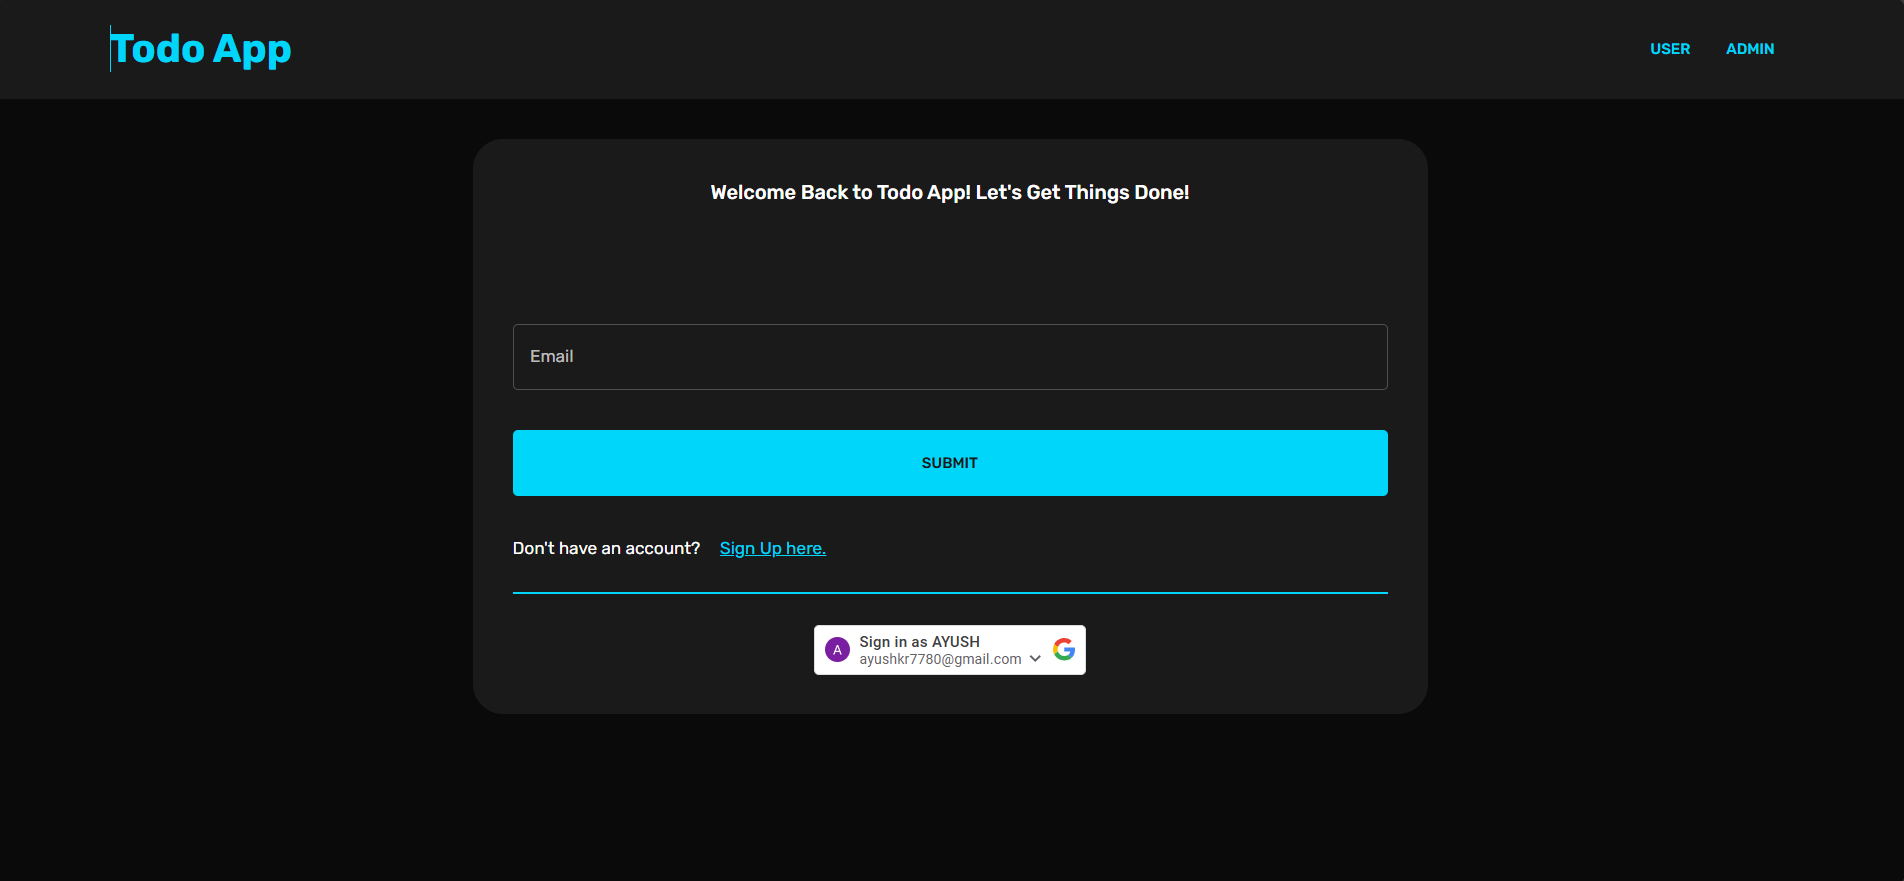 Todo App
USER
ADMIN
Welcome Back to Todo App! Let's Get Things Done!
Email
SUBMIT
Don't have an account? Sign Up here.
A
Sign in as AYUSH
ayushkr7780@gmail.com